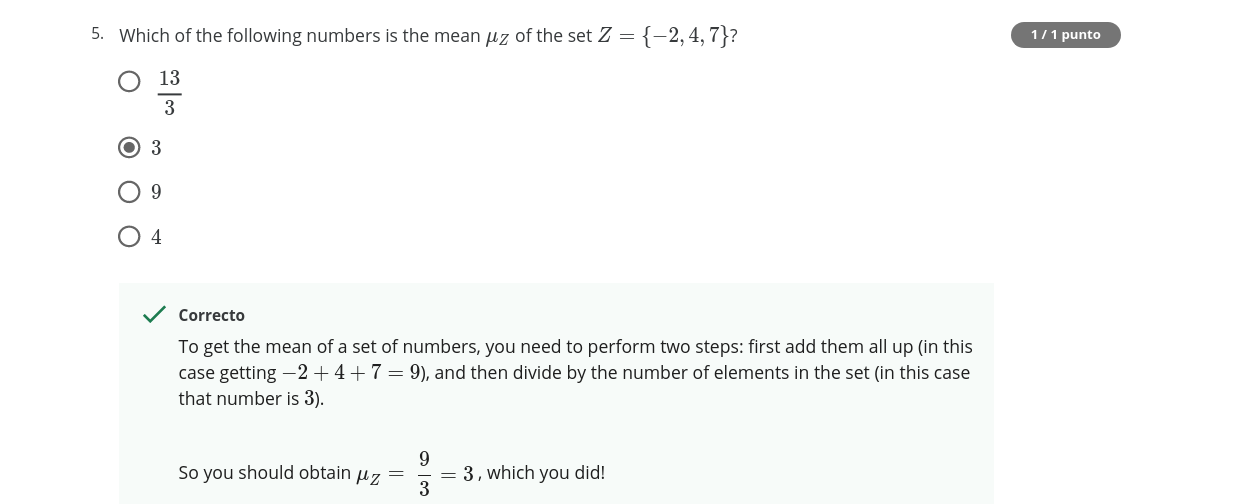 5. Which of the following numbers is the mean μ_Z of the set Z = {−2, 4, 7}?
1 / 1 punto
13/3
3
9
4
Correcto
To get the mean of a set of numbers, you need to perform two steps: first add them all up (in this
case getting −2 + 4 + 7 = 9), and then divide by the number of elements in the set (in this case
that number is 3).
So you should obtain μ_Z = 9/3 = 3, which you did!